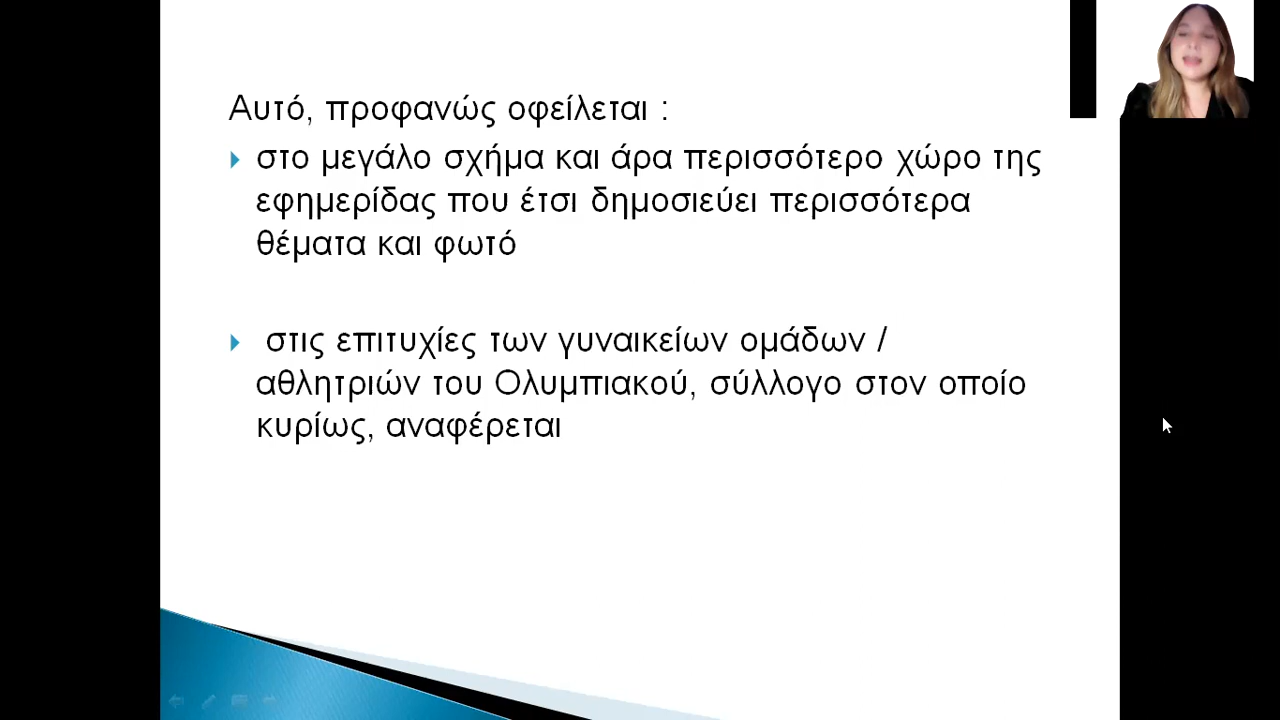 Αυτό, προφανώς οφείλεται :
στο μεγάλο σχήμα και άρα περισσότερο χώρο της
εφημερίδας που έτσι δημοσιεύει περισσότερα
θέματα και φωτό
στις επιτυχίες των γυναικείων ομάδων /
αθλητριών του Ολυμπιακού, σύλλογο στον οποίο
κυρίως, αναφέρεται